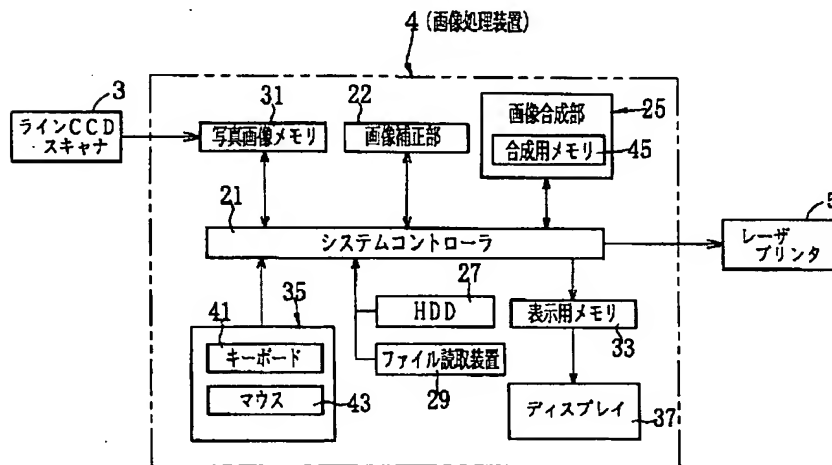 4 (画像処理装置)
3
ラインCCD
スキャナ
31
写真画像メモリ
22
画像補正部
画像合成部
25
合成用メモリ
45
21
システムコントローラ
5
レーザ
プリンタ
35
41
キーボード
マウス
43
27
HDD
ファイル読取装置
29
表示用メモリ
33
ディスプレイ
37